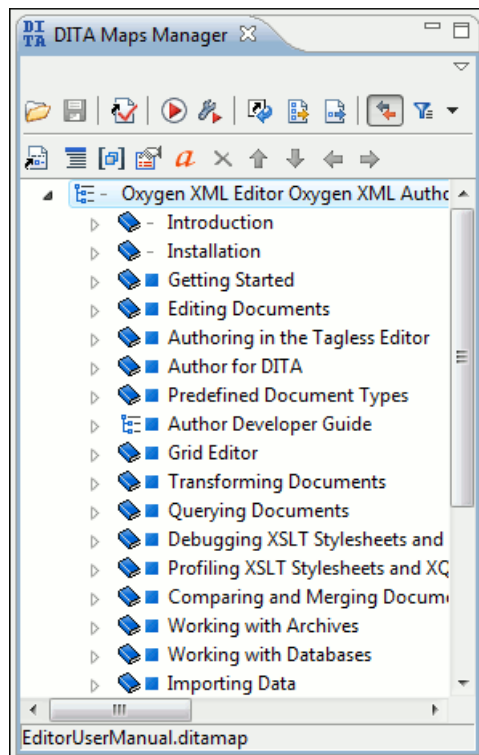 DITA DITA Maps Manager
a
- Oxygen XML Editor Oxygen XML Autho
- Introduction
- Installation
Getting Started
Editing Documents
Authoring in the Tagless Editor
Author for DITA
Predefined Document Types
Author Developer Guide
Grid Editor
Transforming Documents
Querying Documents
Debugging XSLT Stylesheets and
Profiling XSLT Stylesheets and XQ
Comparing and Merging Docume
Working with Archives
Working with Databases
Importing Data
EditorUserManual.ditamap